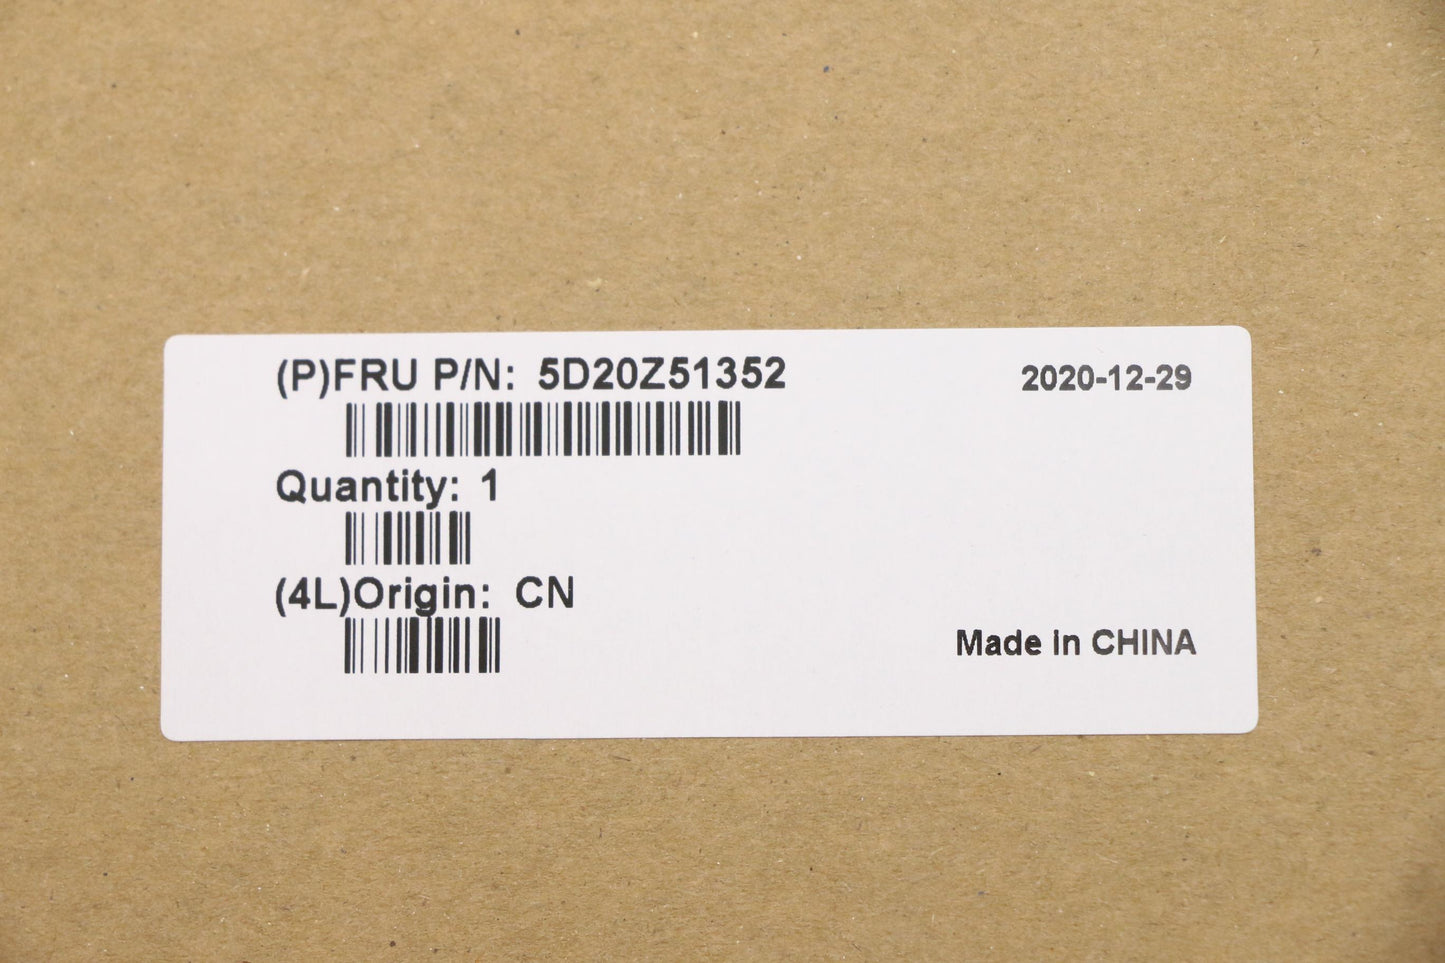 (P)FRU P/N: 5D20Z51352
2020-12-29
Quantity: 1
(4L)Origin: CN
Made in CHINA